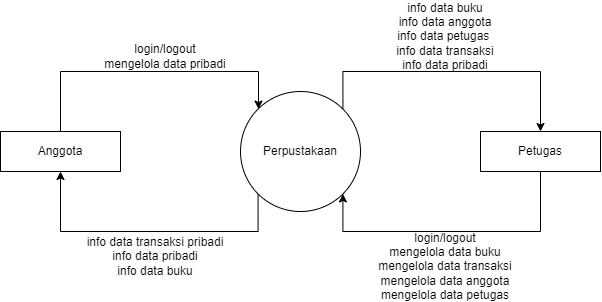 info data buku
info data anggota
info data petugas
info data transaksi
info data pribadi
login/logout
mengelola data pribadi
Anggota
Perpustakaan
Petugas
info data transaksi pribadi
info data pribadi
info data buku
login/logout
mengelola data buku
mengelola data transaksi
mengelola data anggota
mengelola data petugas